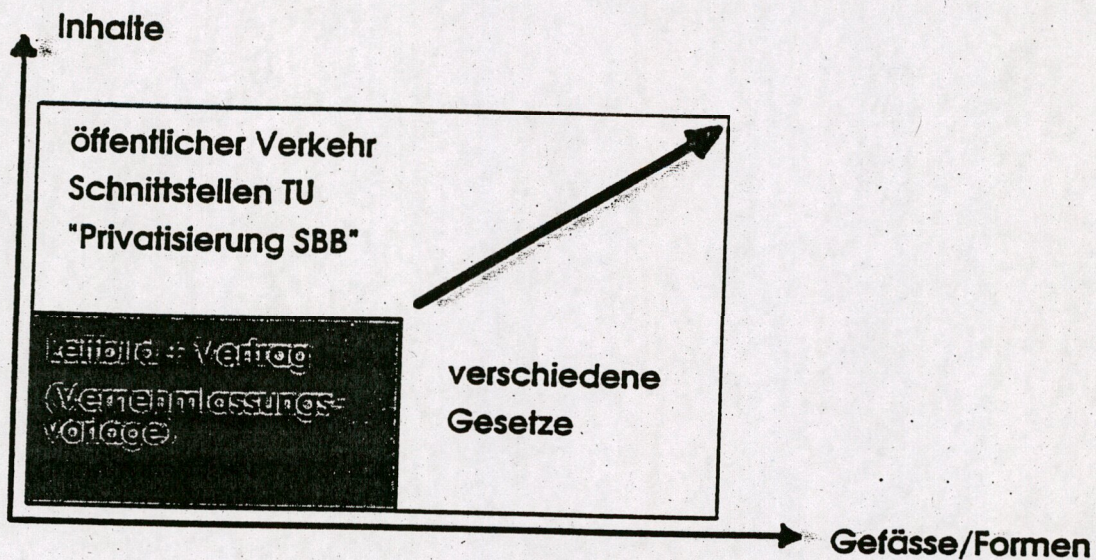 Inhalte
öffentlicher Verkehr
Schnittstellen TU
"Privatisierung SBB"
Leitbild + Vertrag
(Vernehmlassungs-
vorlage)
verschiedene
Gesetze
Gefässe/Formen